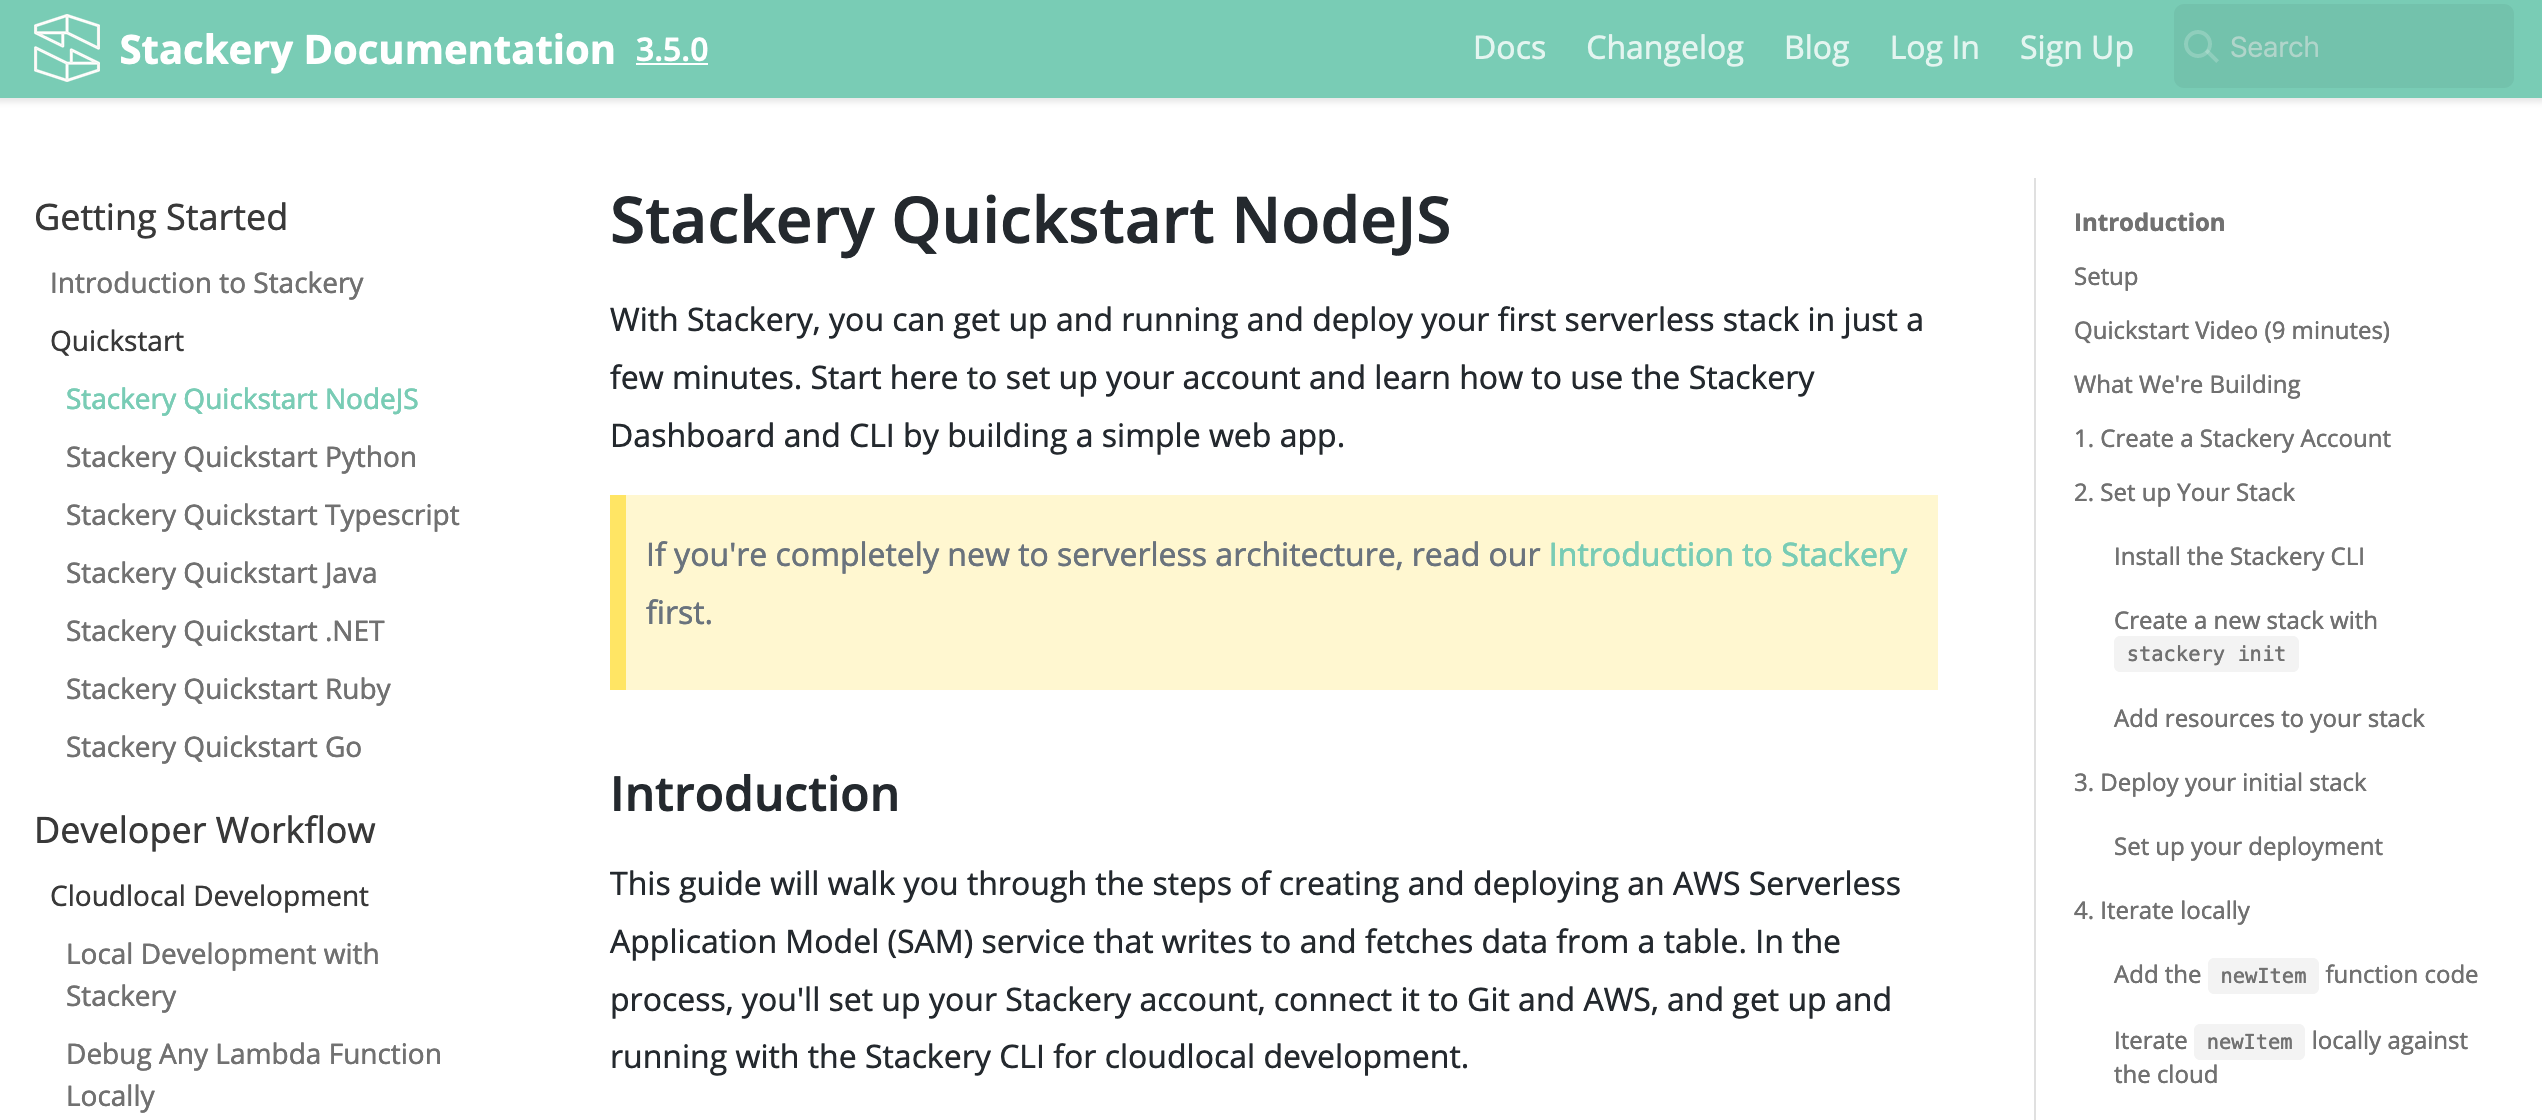 Stackery Documentation 3.5.0
Docs Changelog Blog Log In Sign Up Search
Getting Started
Introduction to Stackery
Quickstart
Stackery Quickstart NodeJS
Stackery Quickstart Python
Stackery Quickstart Typescript
Stackery Quickstart Java
Stackery Quickstart .NET
Stackery Quickstart Ruby
Stackery Quickstart Go
Developer Workflow
Cloudlocal Development
Local Development with
Stackery
Debug Any Lambda Function
Locally
Stackery Quickstart NodeJS
With Stackery, you can get up and running and deploy your first serverless stack in just a
few minutes. Start here to set up your account and learn how to use the Stackery
Dashboard and CLI by building a simple web app.
If you're completely new to serverless architecture, read our Introduction to Stackery
first.
Introduction
This guide will walk you through the steps of creating and deploying an AWS Serverless
Application Model (SAM) service that writes to and fetches data from a table. In the
process, you'll set up your Stackery account, connect it to Git and AWS, and get up and
running with the Stackery CLI for cloudlocal development.
Introduction
Setup
Quickstart Video (9 minutes)
What We're Building
1. Create a Stackery Account
2. Set up Your Stack
Install the Stackery CLI
Create a new stack with
stackery init
Add resources to your stack
3. Deploy your initial stack
Set up your deployment
4. Iterate locally
Add the newItem function code
Iterate newItem locally against
the cloud